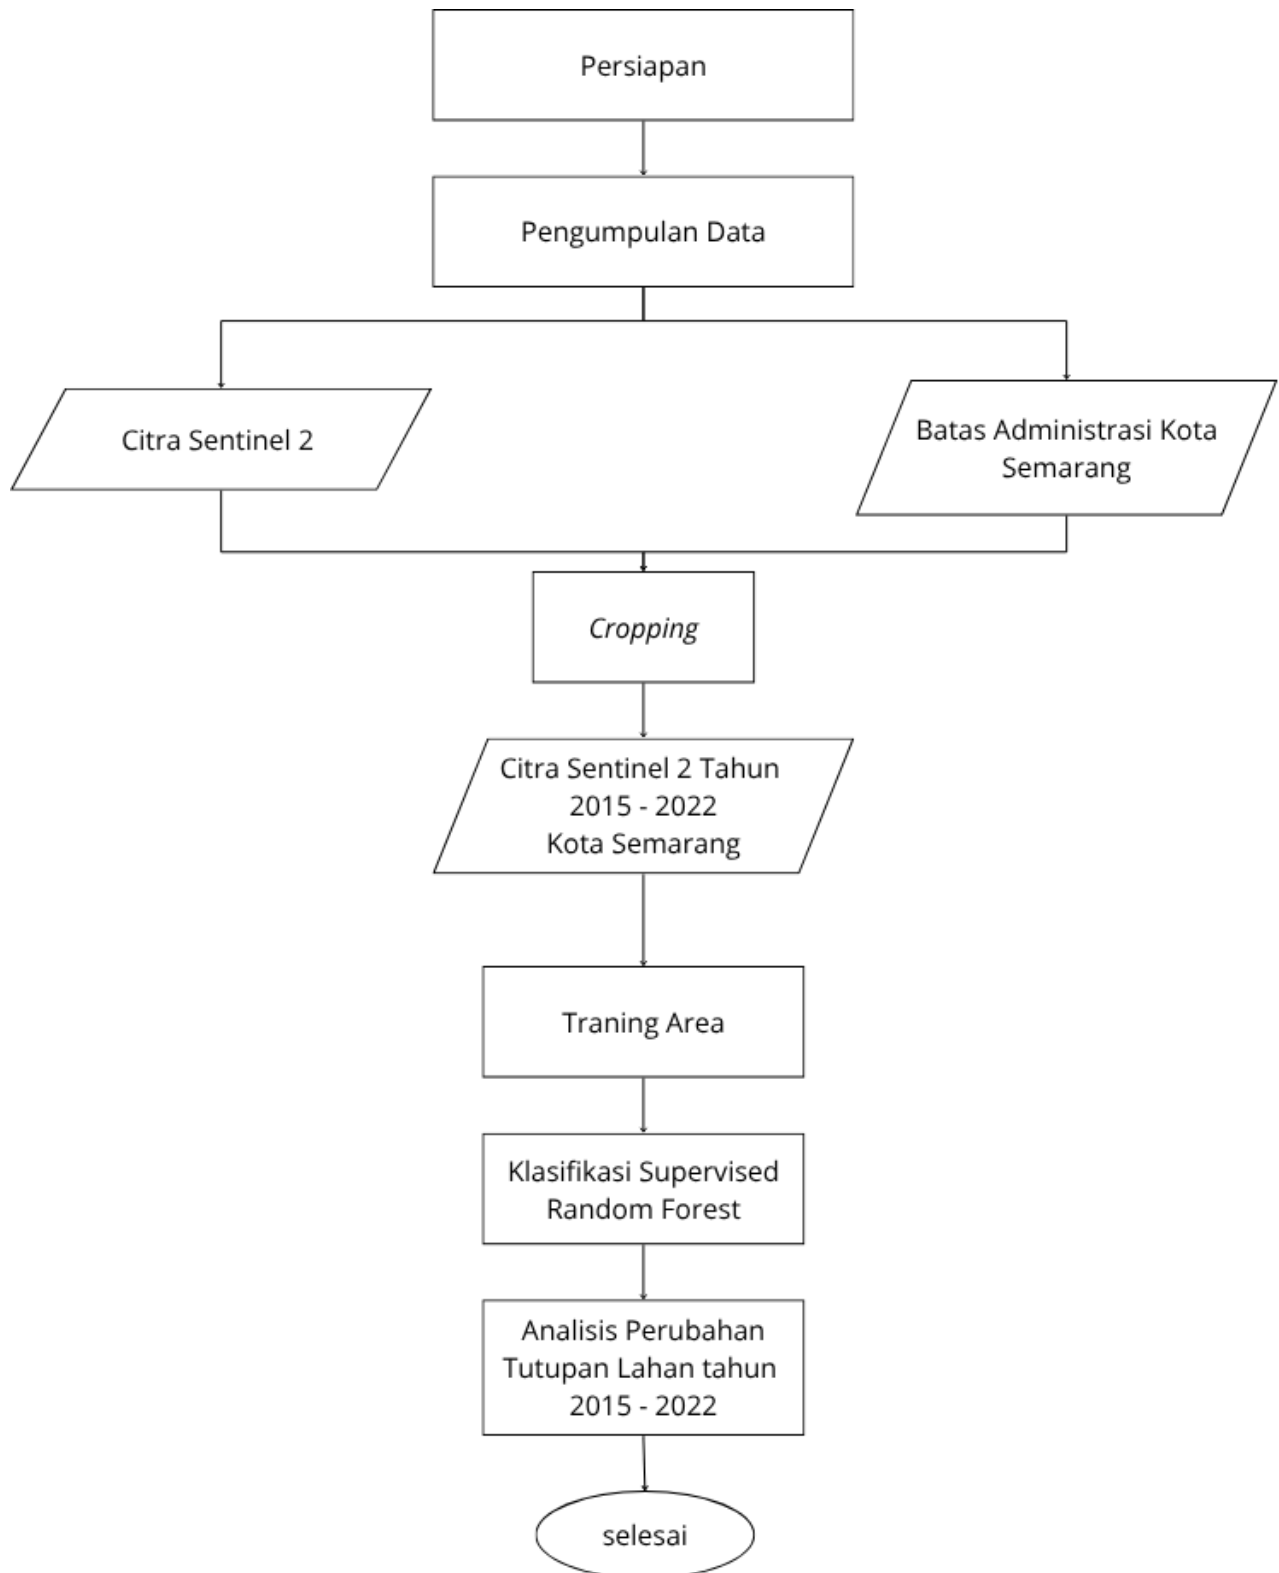 Persiapan
Pengumpulan Data
Citra Sentinel 2
Batas Administrasi Kota
Semarang
Cropping
Citra Sentinel 2 Tahun
2015 - 2022
Kota Semarang
Traning Area
Klasifikasi Supervised
Random Forest
Analisis Perubahan
Tutupan Lahan tahun
2015 - 2022
selesai